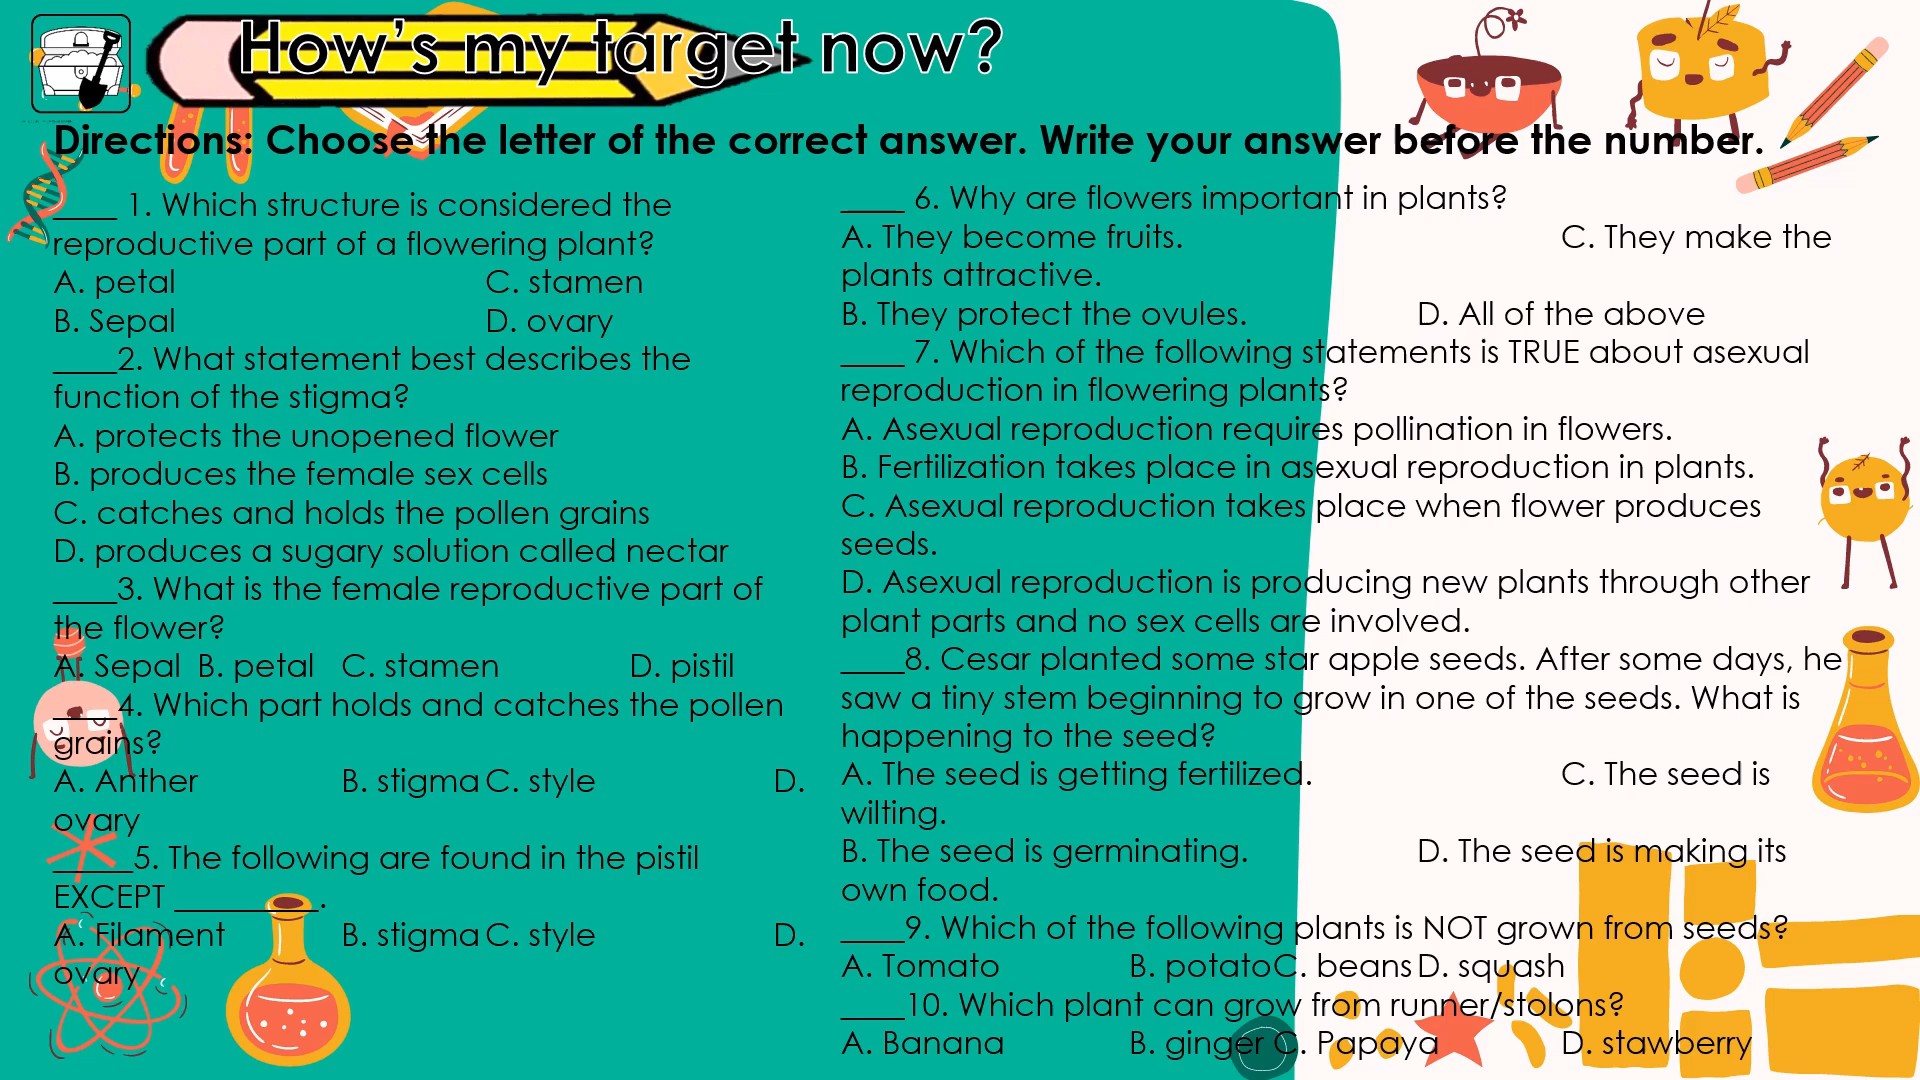 How's my target now?
Directions: Choose the letter of the correct answer. Write your answer before the number.
____ 1. Which structure is considered the
reproductive part of a flowering plant?
A. petal C. stamen
B. Sepal D. ovary
____2. What statement best describes the
function of the stigma?
A. protects the unopened flower
B. produces the female sex cells
C. catches and holds the pollen grains
D. produces a sugary solution called nectar
____3. What is the female reproductive part of
the flower?
A. Sepal B. petal C. stamen D. pistil
____4. Which part holds and catches the pollen
grains?
A. Anther B. stigma C. style D.
ovary
_____5. The following are found in the pistil
EXCEPT _________.
A. Filament B. stigma C. style D.
ovary
____ 6. Why are flowers important in plants?
A. They become fruits. C. They make the
plants attractive.
B. They protect the ovules. D. All of the above
____ 7. Which of the following statements is TRUE about asexual
reproduction in flowering plants?
A. Asexual reproduction requires pollination in flowers.
B. Fertilization takes place in asexual reproduction in plants.
C. Asexual reproduction takes place when flower produces
seeds.
D. Asexual reproduction is producing new plants through other
plant parts and no sex cells are involved.
____8. Cesar planted some star apple seeds. After some days, he
saw a tiny stem beginning to grow in one of the seeds. What is
happening to the seed?
A. The seed is getting fertilized. C. The seed is
wilting.
B. The seed is germinating. D. The seed is making its
own food.
____9. Which of the following plants is NOT grown from seeds?
A. Tomato B. potato C. beans D. squash
____10. Which plant can grow from runner/stolons?
A. Banana B. ginger C. Papaya D. stawberry